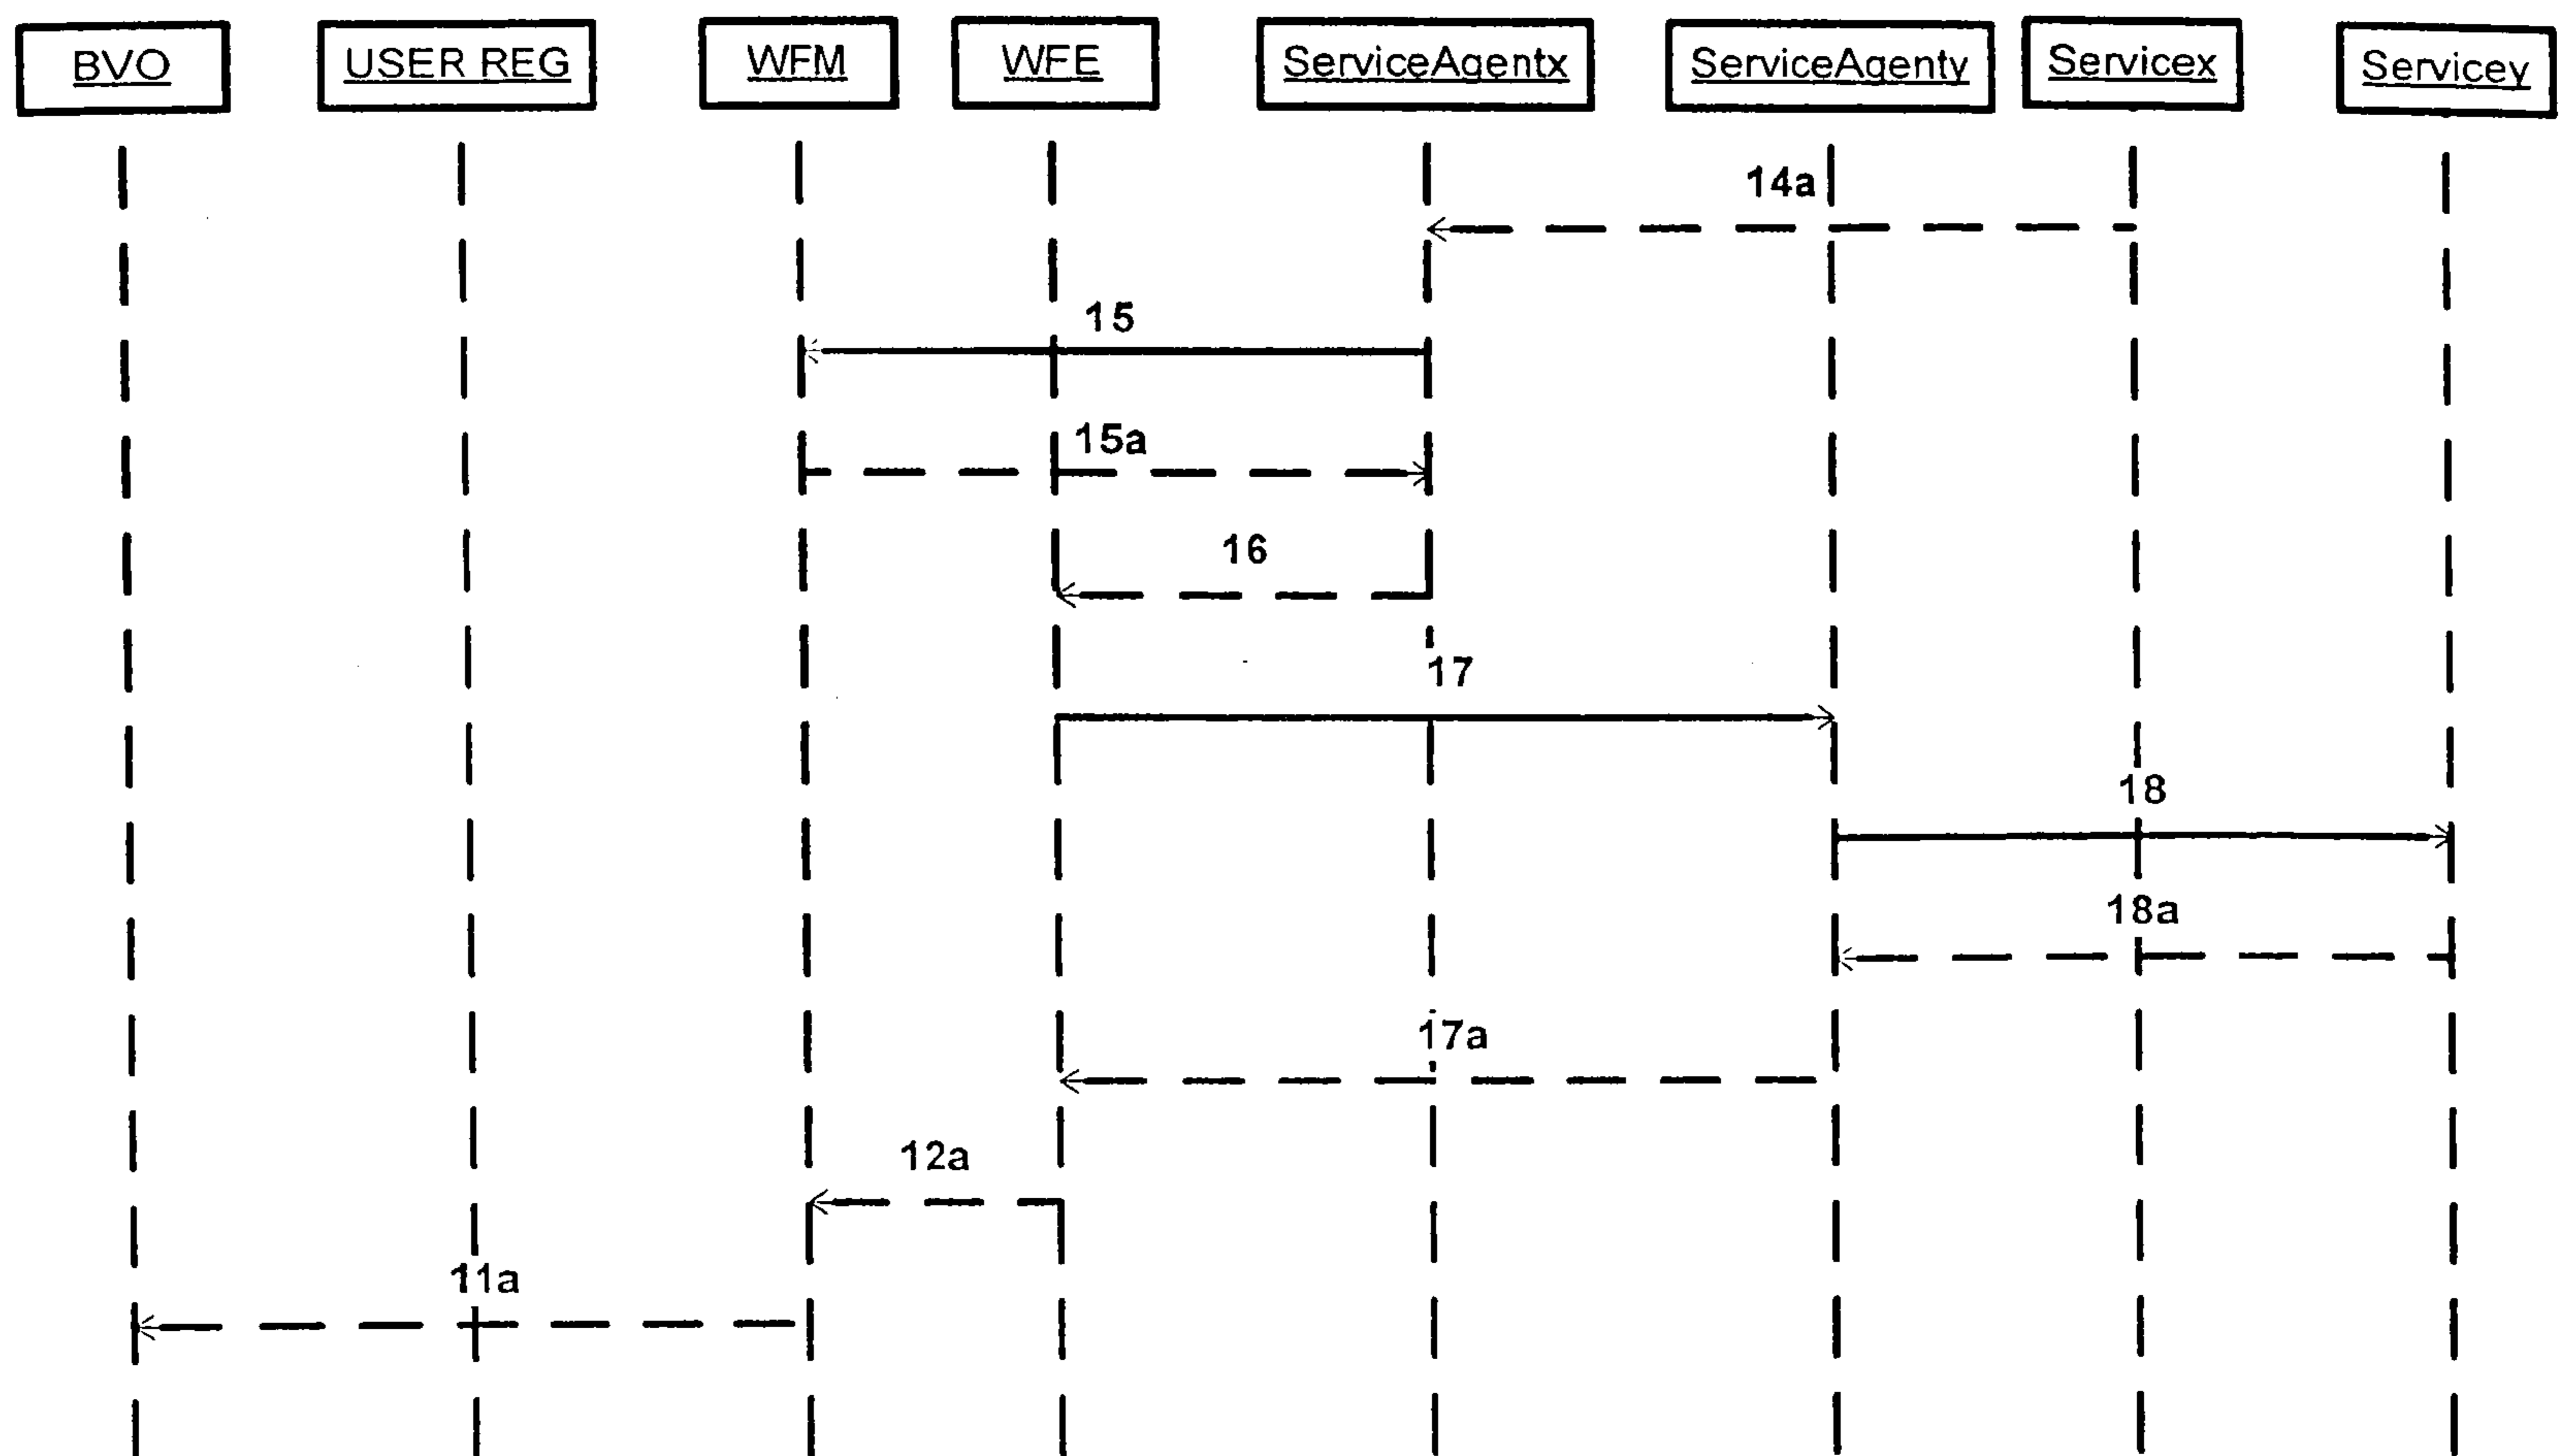 BVO USER REG WFM WFE ServiceAgentx ServiceAgenty Servicex Servicey
14a
15
15a
16
17
18
18a
17a
12a
11a